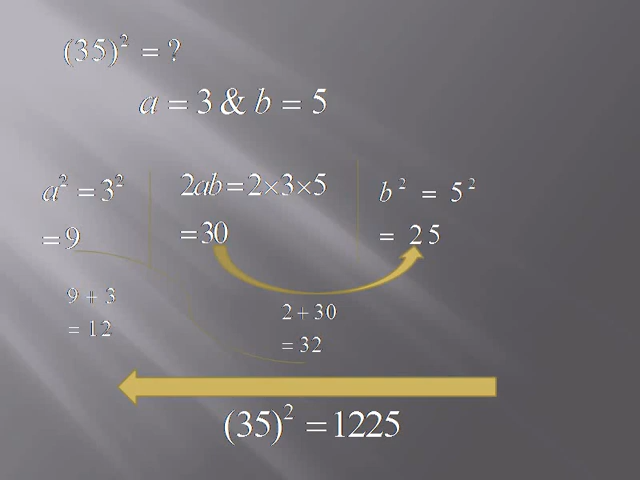 (35)² = ?
a = 3 & b = 5
a² = 3²
= 9
2ab = 2×3×5
= 30
b² = 5²
= 25
9 + 3
= 12
2 + 30
= 32
(35)² = 1225